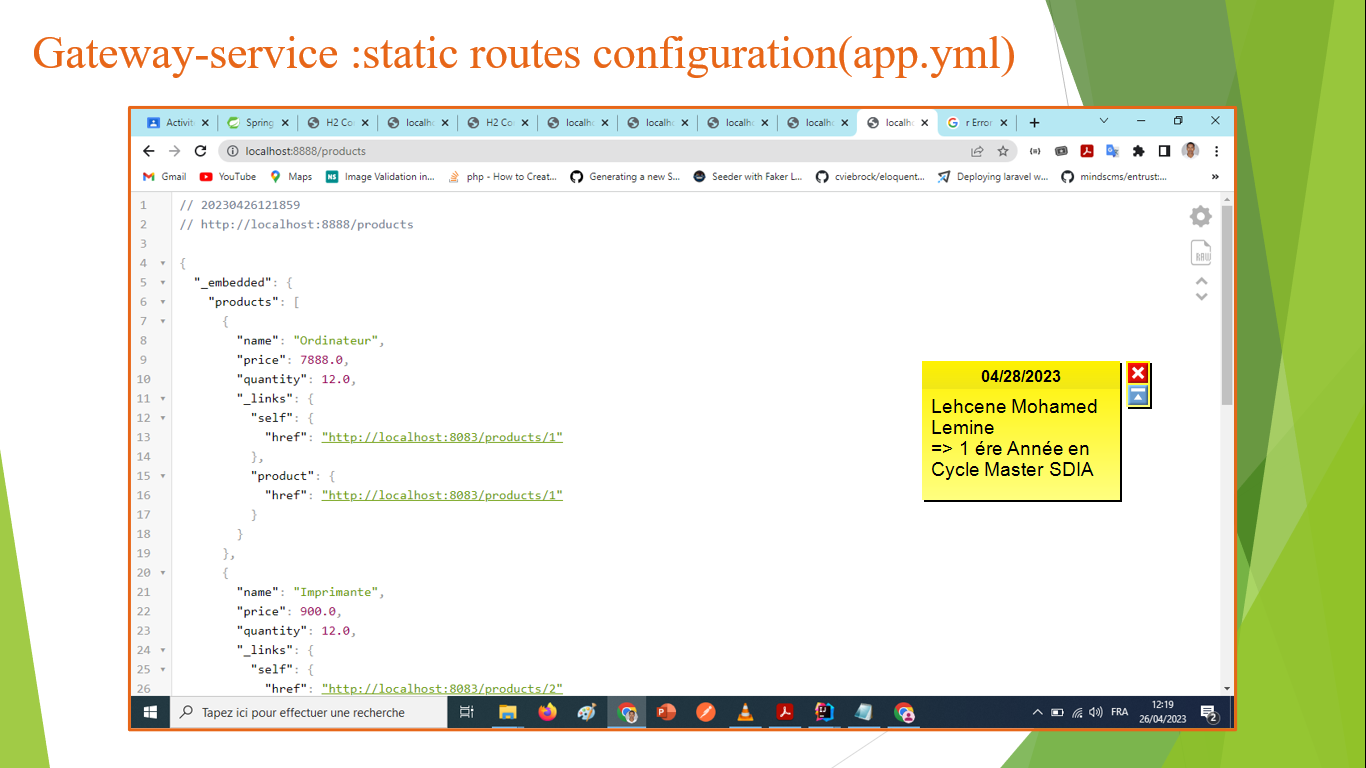 Gateway-service :static routes configuration(app.yml)
Activit Spring H2 Co localh H2 Co localh localh localh localh localh r Error
localhost:8888/products
Gmail YouTube Maps Image Validation in... php - How to Creat... Generating a new S... Seeder with Faker L... cviebrock/eloquent... Deploying laravel w... mindscms/entrust:... »
1 // 20230426121859
2 // http://localhost:8888/products
3
4 {
5 "_embedded": {
6 "products": [
7 {
8 "name": "Ordinateur",
9 "price": 7888.0,
10 "quantity": 12.0,
11 "_links": {
12 "self": {
13 "href": "http://localhost:8083/products/1"
14 },
15 "product": {
16 "href": "http://localhost:8083/products/1"
17 }
18 }
19 },
20 {
21 "name": "Imprimante",
22 "price": 900.0,
23 "quantity": 12.0,
24 "_links": {
25 "self": {
26 "href": "http://localhost:8083/products/2"
RAW
04/28/2023
Lehcene Mohamed
Lemine
=> 1 ére Année en
Cycle Master SDIA
Tapez ici pour effectuer une recherche
FRA
12:19
26/04/2023
2